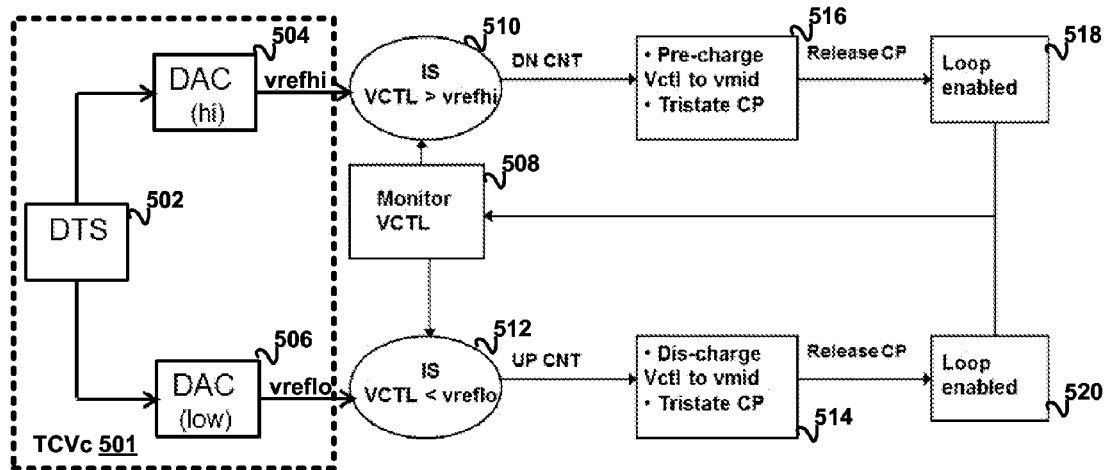 504
DAC
(hi)
vrefhi
510
IS
VCTL > vrefhi
DN CNT
516
• Pre-charge
Vctl to vmid
• Tristate CP
Release CP
518
Loop
enabled
502
DTS
508
Monitor
VCTL
506
DAC
(low)
vreflo
512
IS
VCTL < vreflo
UP CNT
• Dis-charge
Vctl to vmid
• Tristate CP
514
Release CP
Loop
enabled
520
TCVc 501